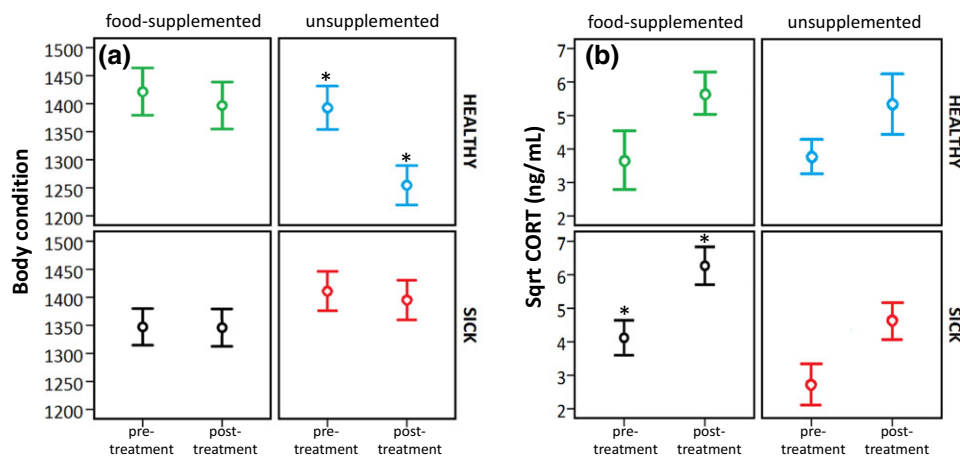 food-supplemented unsupplemented
(a)
Body condition
1500
1450
1400
1350
1300
1250
1200
* *
HEALTHY
1500
1450
1400
1350
1300
1250
1200
SICK
pre-
treatment
post-
treatment
pre-
treatment
post-
treatment
food-supplemented unsupplemented
(b)
Sqrt CORT (ng/mL)
7
6
5
4
3
2
HEALTHY
7
6
5
4
3
2
* *
SICK
pre-
treatment
post-
treatment
pre-
treatment
post-
treatment